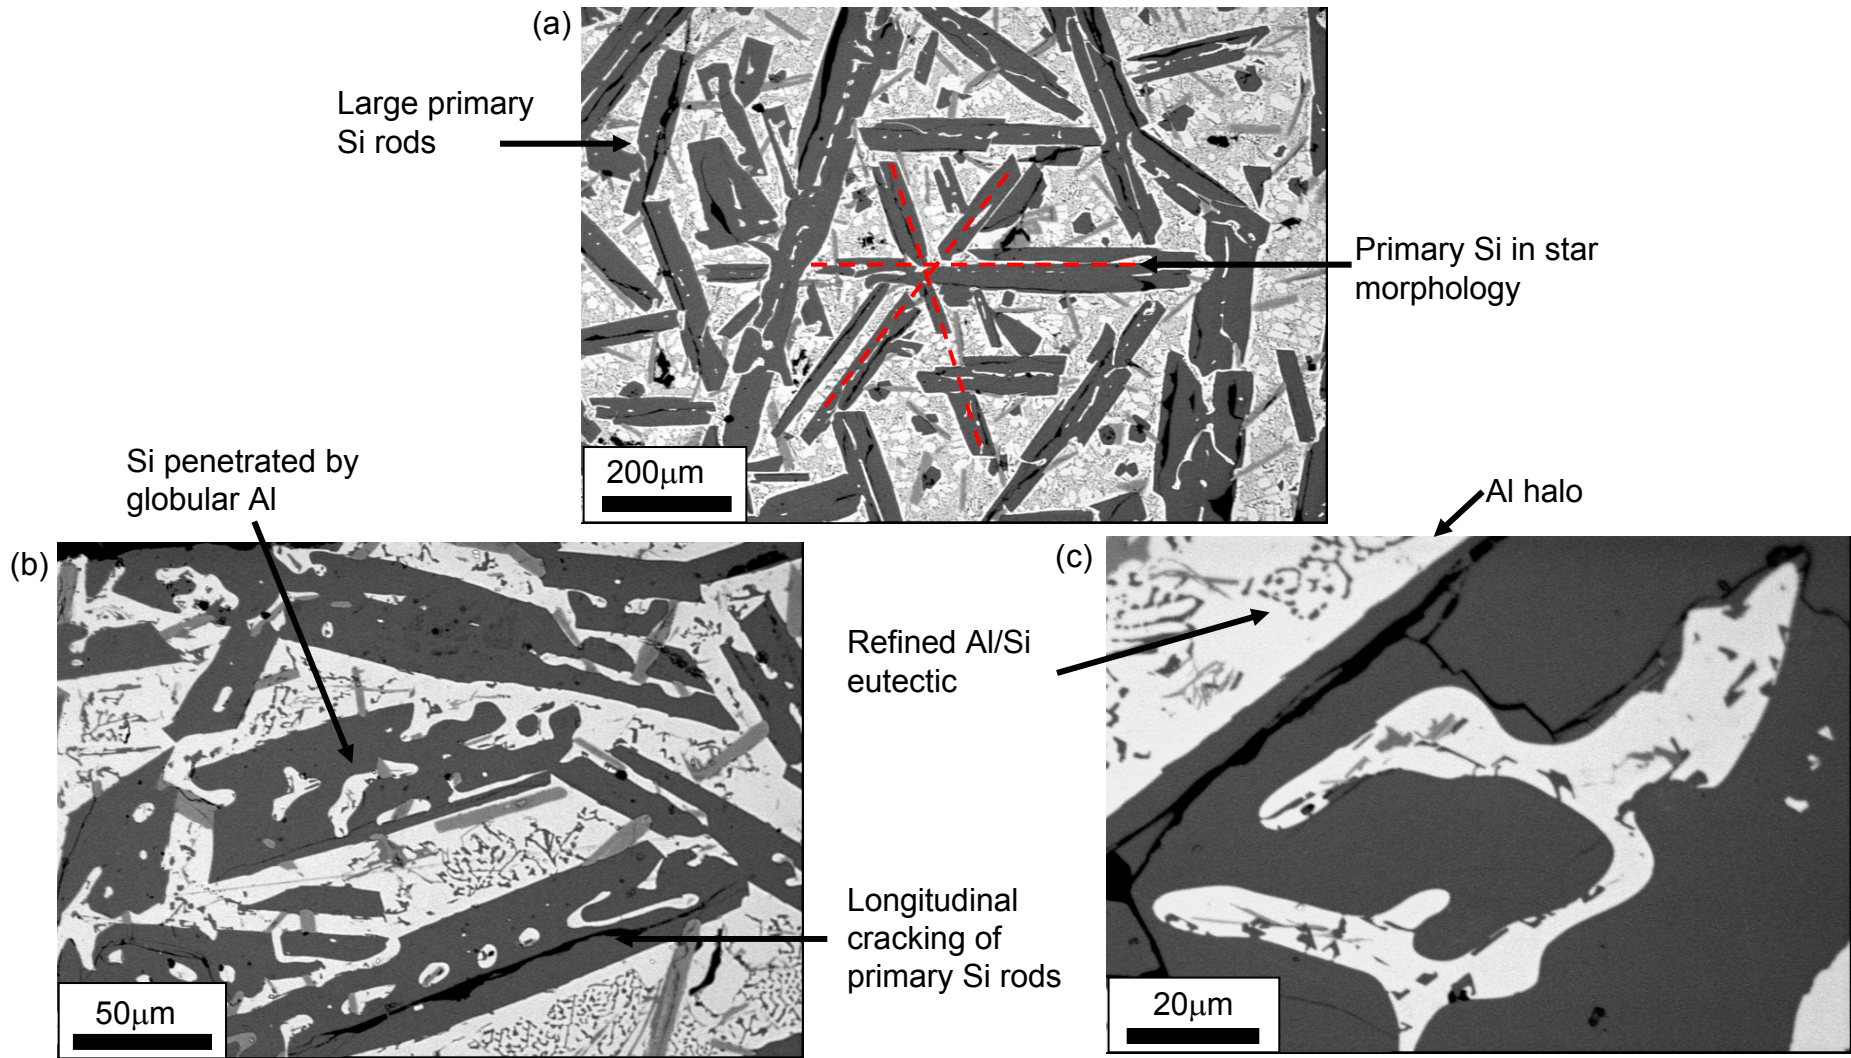 (a)
Large primary
Si rods
Primary Si in star
morphology
200μm
Si penetrated by
globular Al
Al halo
(b)
(c)
Refined Al/Si
eutectic
Longitudinal
cracking of
primary Si rods
50μm
20μm